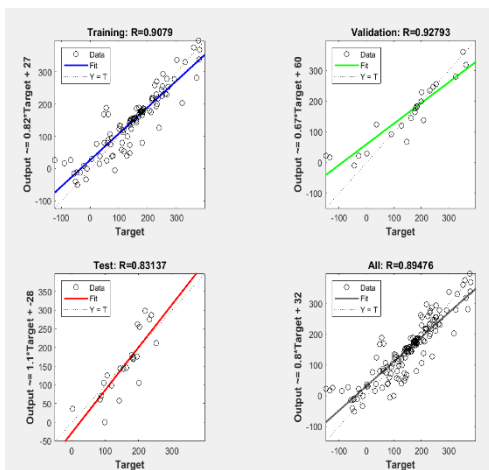 Training: R=0.9079
Data
Fit
Y = T
Output ~= 0.82*Target + 27
300
200
100
0
-100
-100 0 100 200 300
Target
Validation: R=0.92793
Data
Fit
Y = T
Output ~= 0.67*Target + 60
300
200
100
0
-100
-100 0 100 200 300
Target
Test: R=0.83137
Data
Fit
Y = T
Output ~= 1.1*Target + -28
400
350
300
250
200
150
100
50
0
-50
0 100 200 300
Target
All: R=0.89476
Data
Fit
Y = T
Output ~= 0.8*Target + 32
300
200
100
0
-100
-100 0 100 200 300
Target